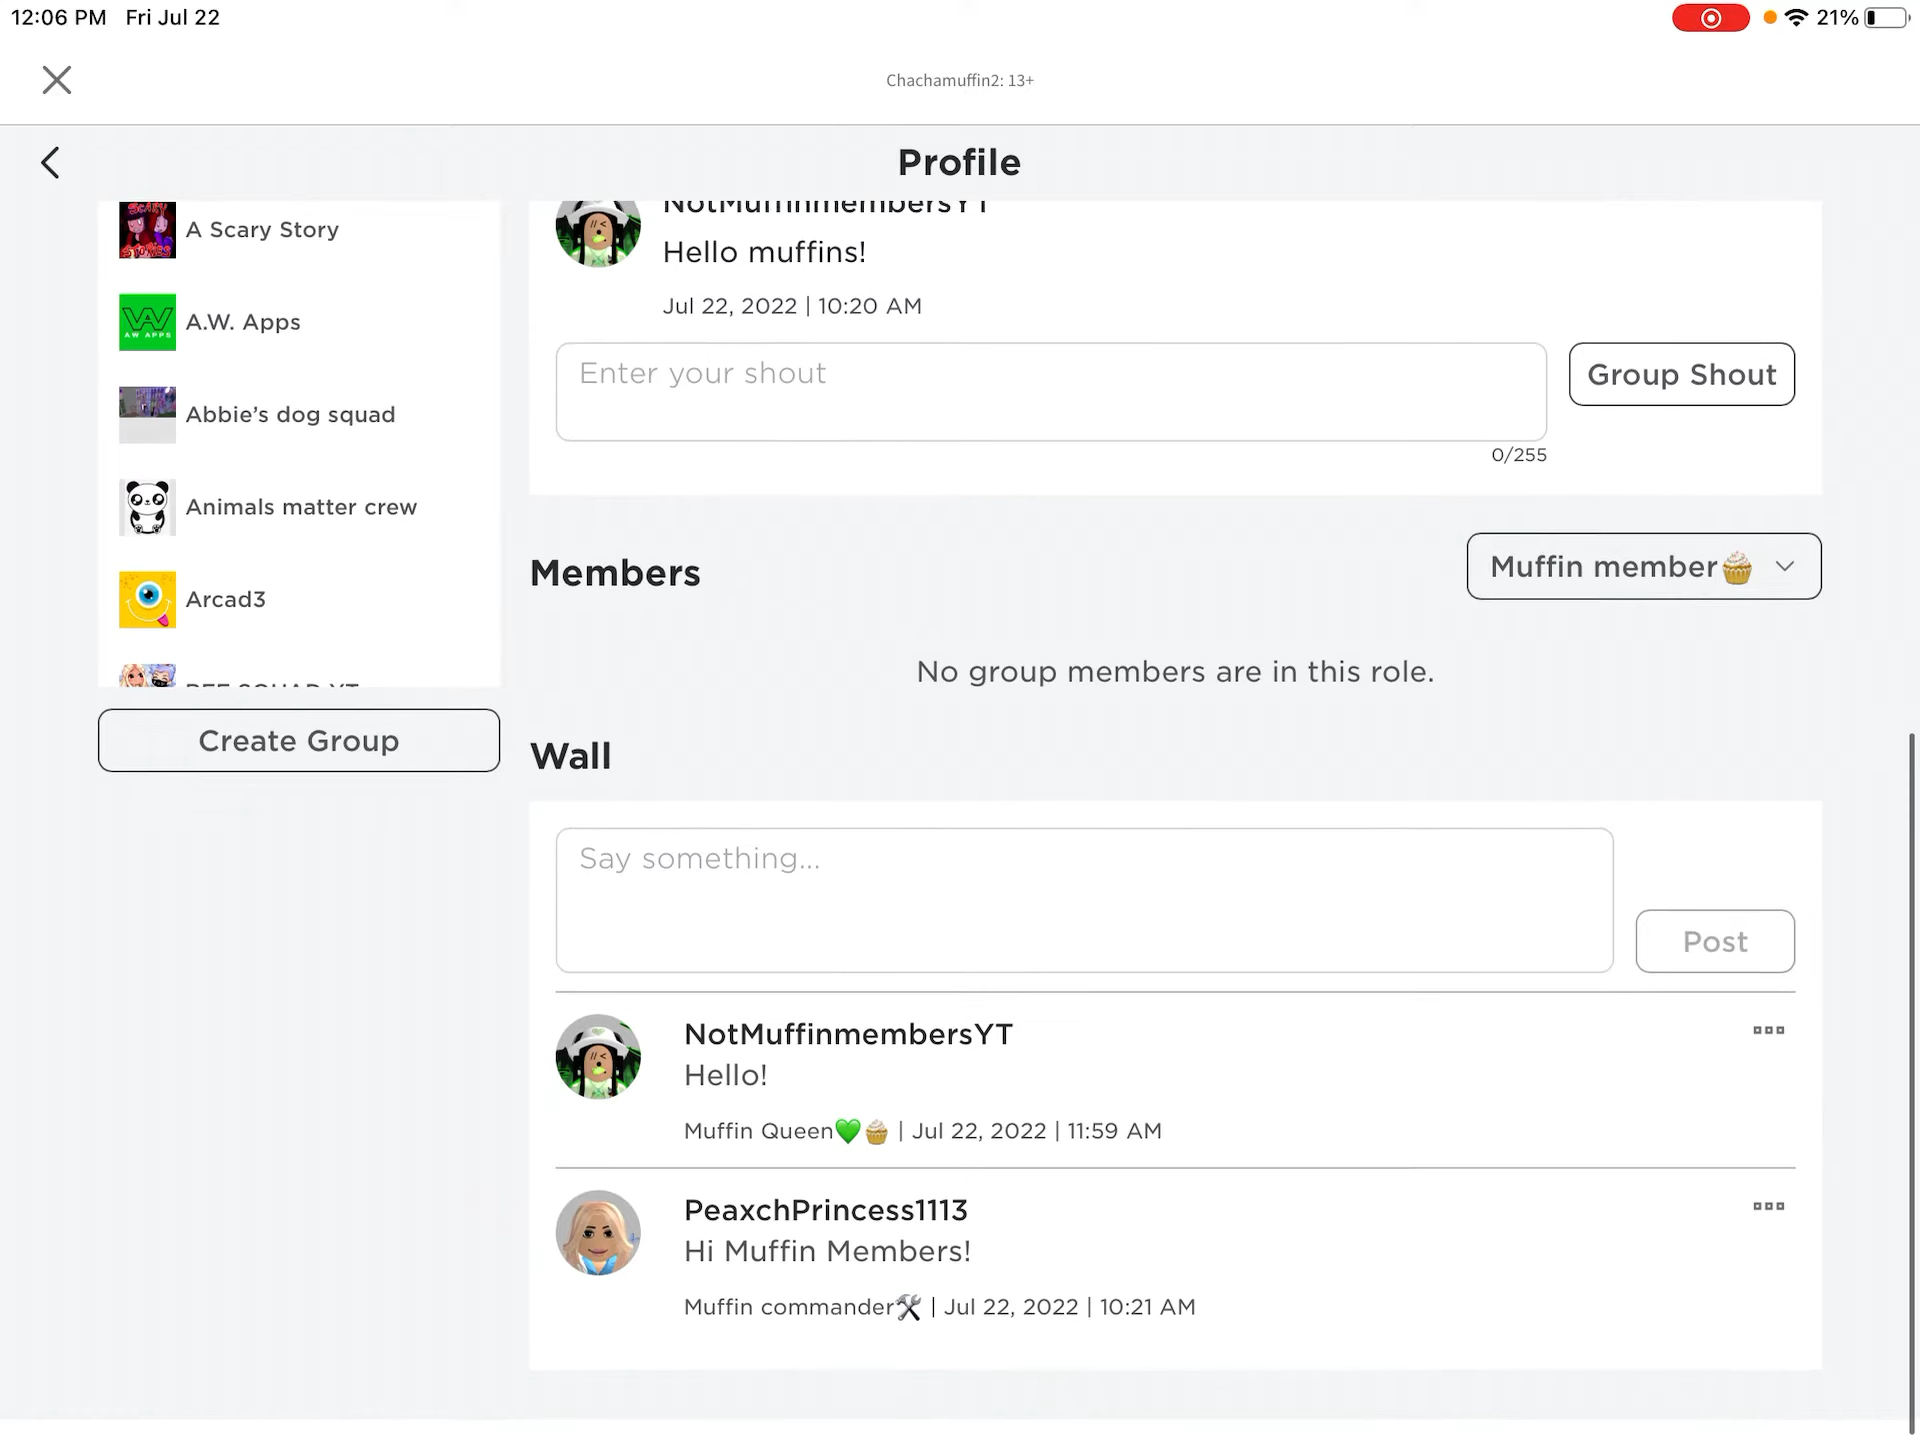 12:06 PM Fri Jul 22
21%
Chachamuffin2: 13+
Profile
A Scary Story
A.W. Apps
Abbie’s dog squad
Animals matter crew
Arcad3
Create Group
NotMuffinmembersYT
Hello muffins!
Jul 22, 2022 | 10:20 AM
Enter your shout
Group Shout
0/255
Members
Muffin member🧁
No group members are in this role.
Wall
Say something...
Post
NotMuffinmembersYT
Hello!
Muffin Queen💚🧁 | Jul 22, 2022 | 11:59 AM
PeaxchPrincess1113
Hi Muffin Members!
Muffin commander🛠 | Jul 22, 2022 | 10:21 AM